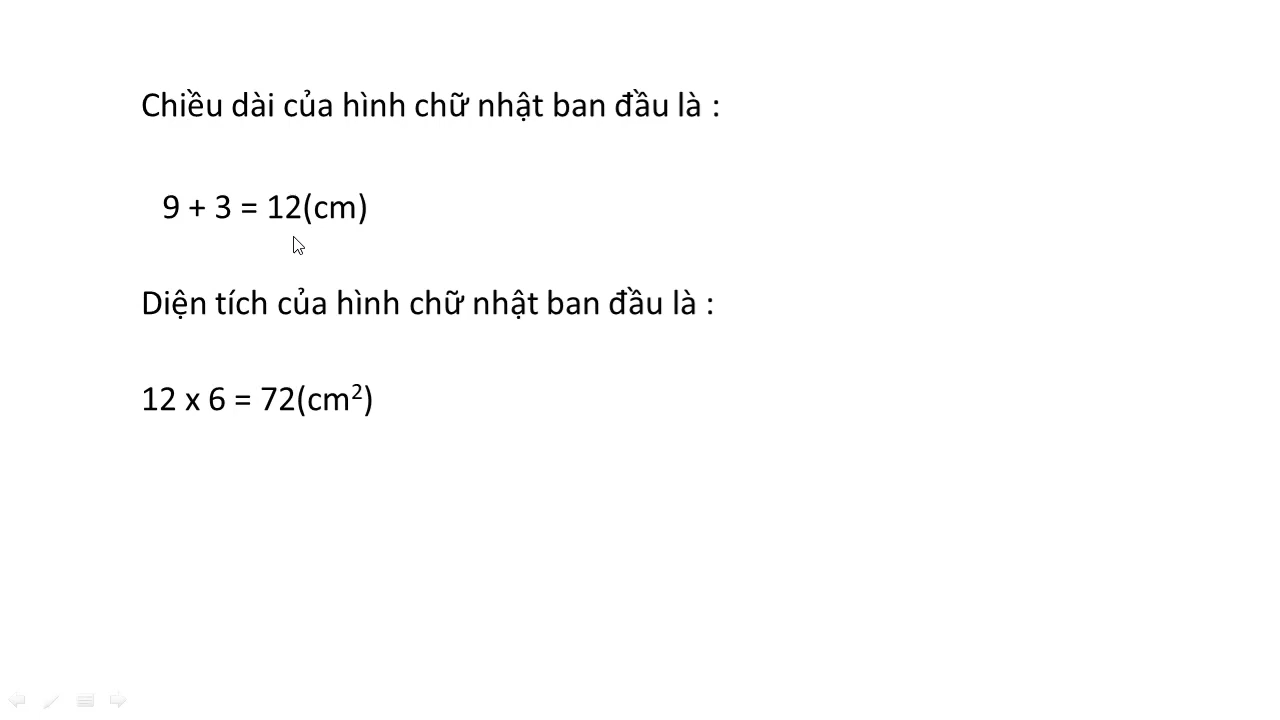 Chiều dài của hình chữ nhật ban đầu là :
9 + 3 = 12(cm)
Diện tích của hình chữ nhật ban đầu là :
12 x 6 = 72(cm²)